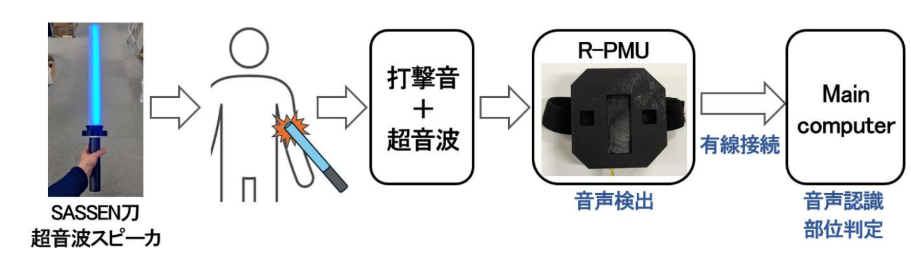 SASSEN刀
超音波スピーカ
打撃音
+
超音波
R-PMU
音声検出
有線接続
Main
computer
音声認識
部位判定